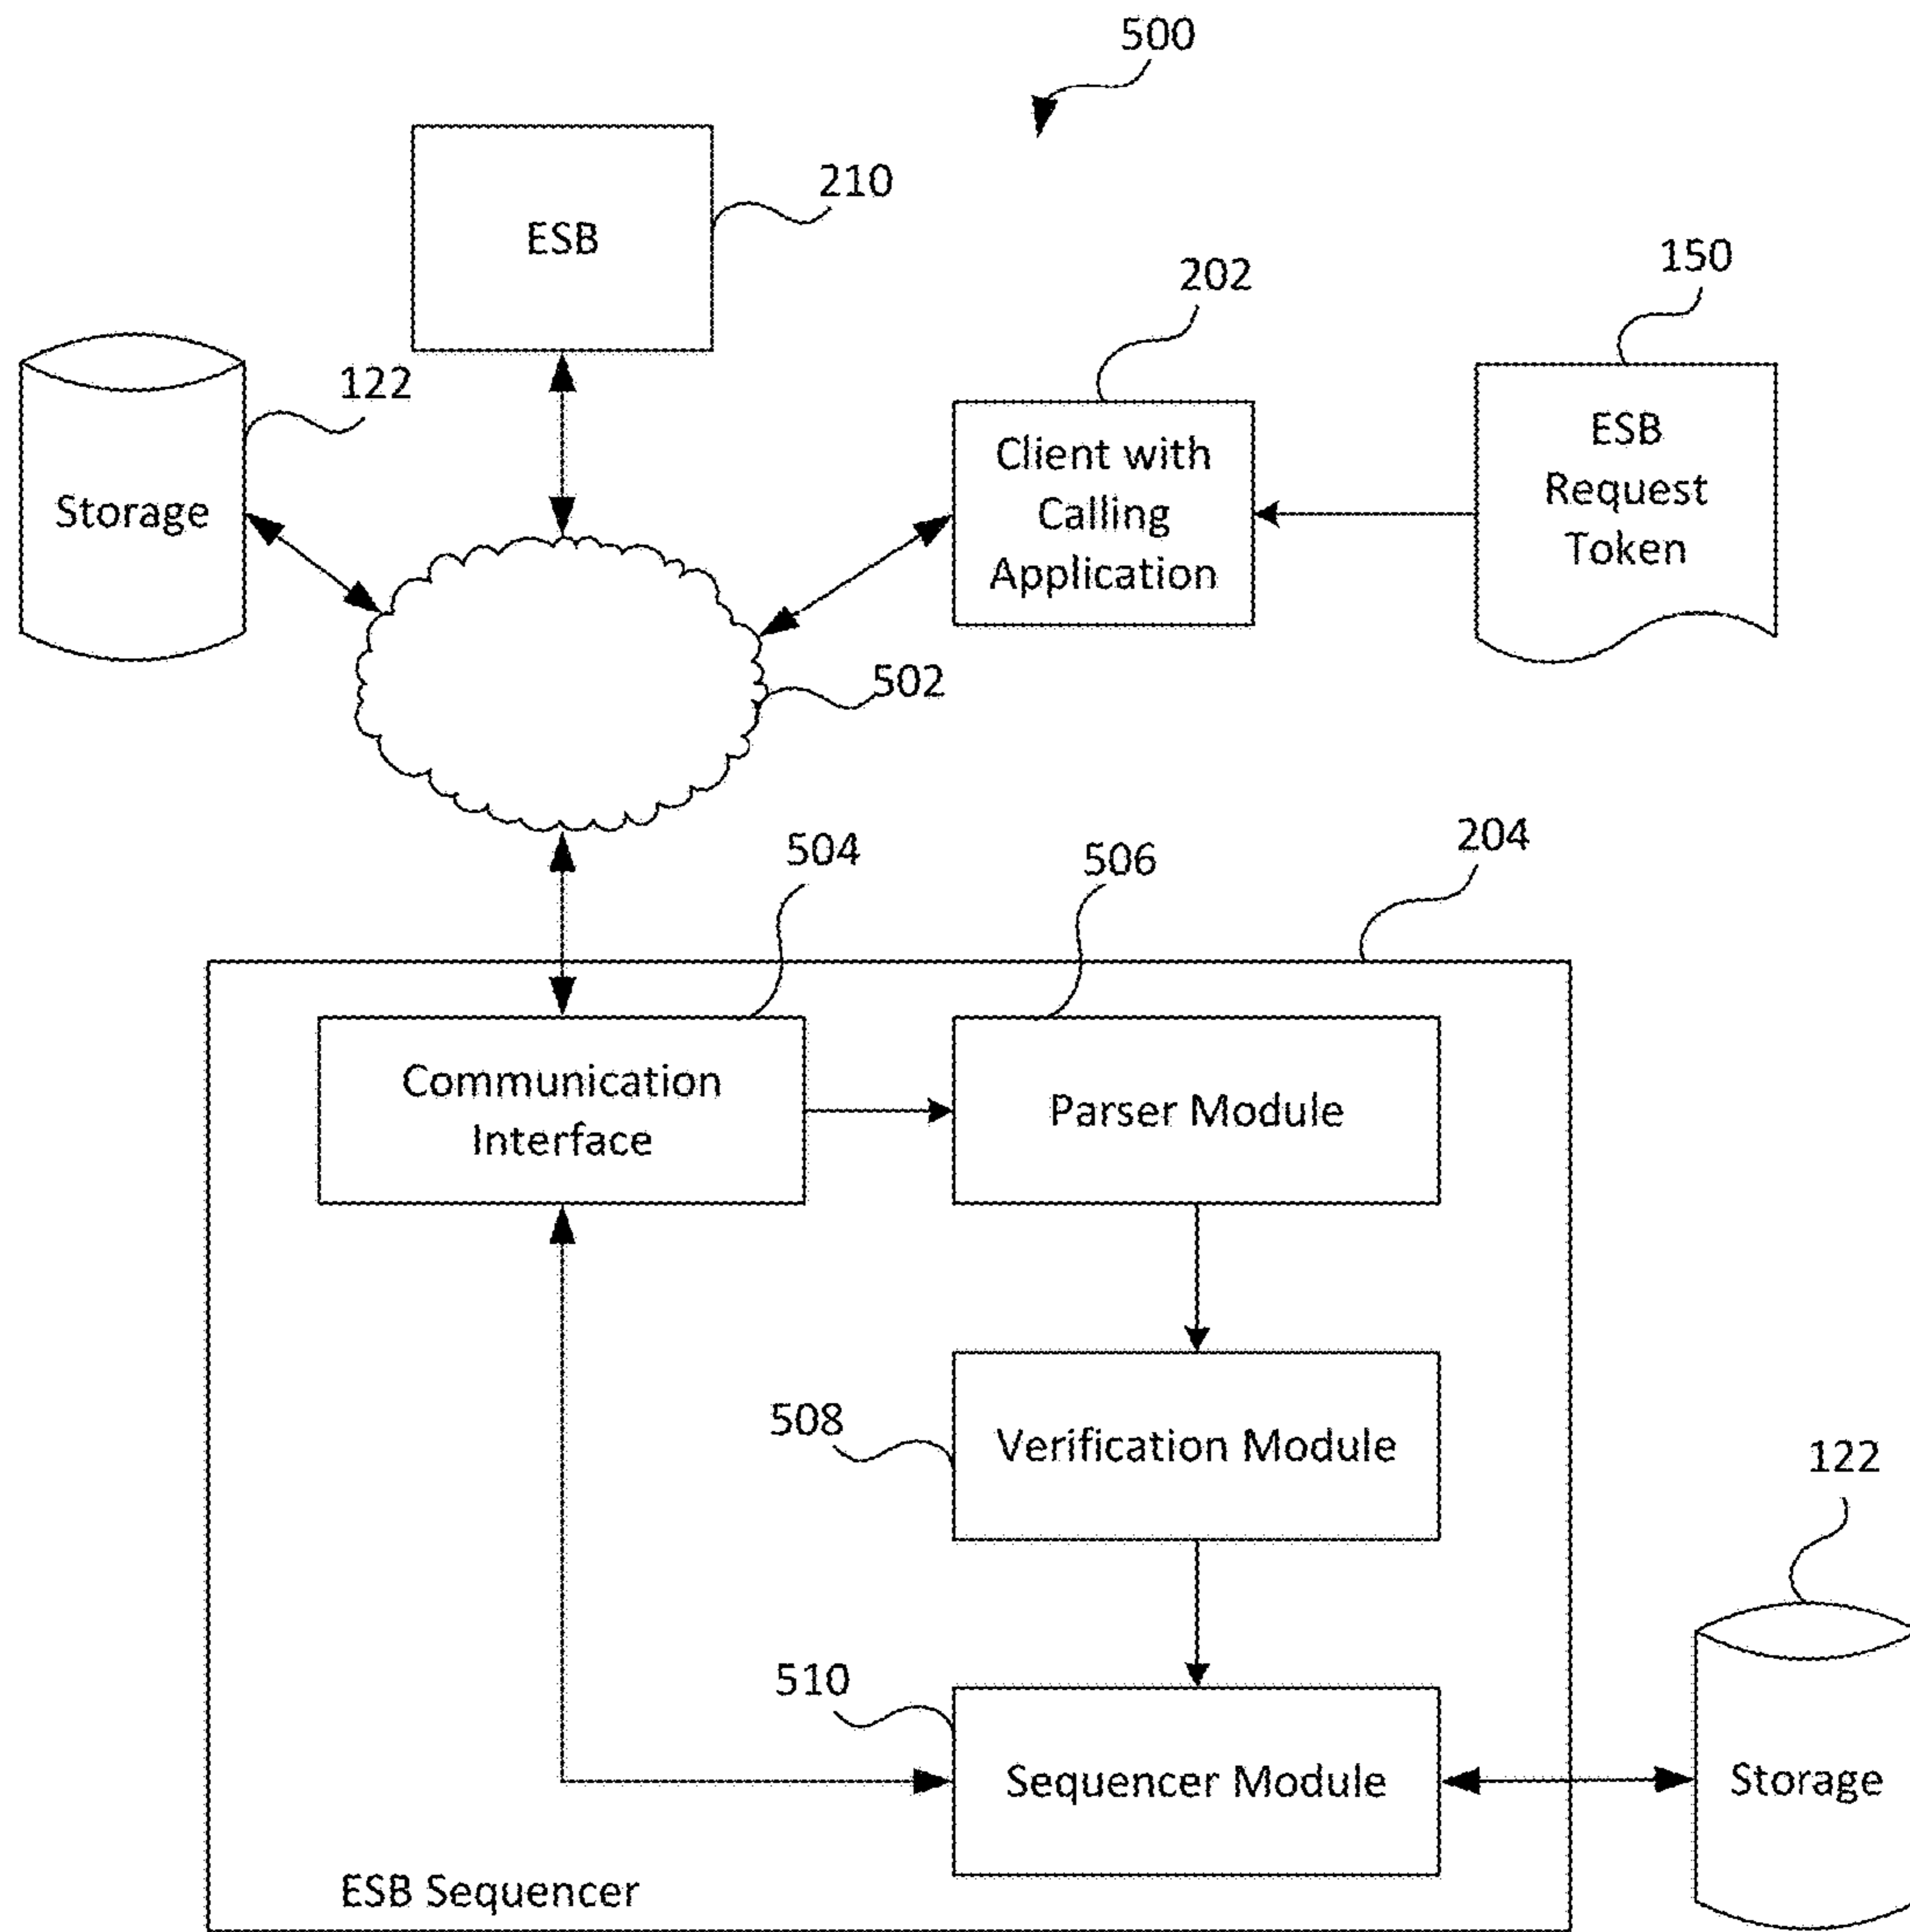 500
210
ESB
202
150
122
Storage
Client with
Calling
Application
ESB
Request
Token
502
504
506
204
Communication
Interface
Parser Module
508
Verification Module
122
510
Sequencer Module
Storage
ESB Sequencer